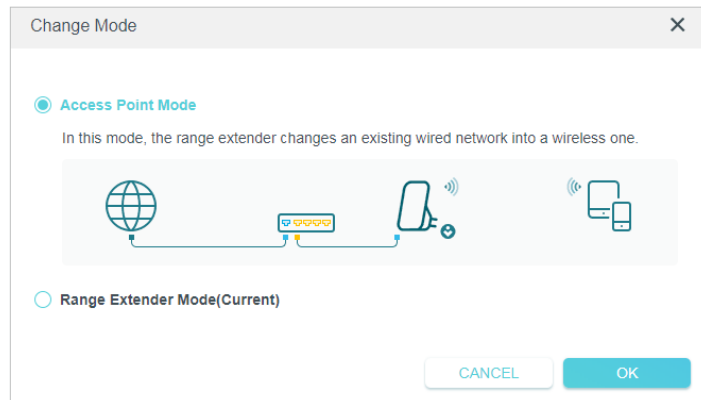 Change Mode
Access Point Mode
In this mode, the range extender changes an existing wired network into a wireless one.
Range Extender Mode(Current)
CANCEL
OK